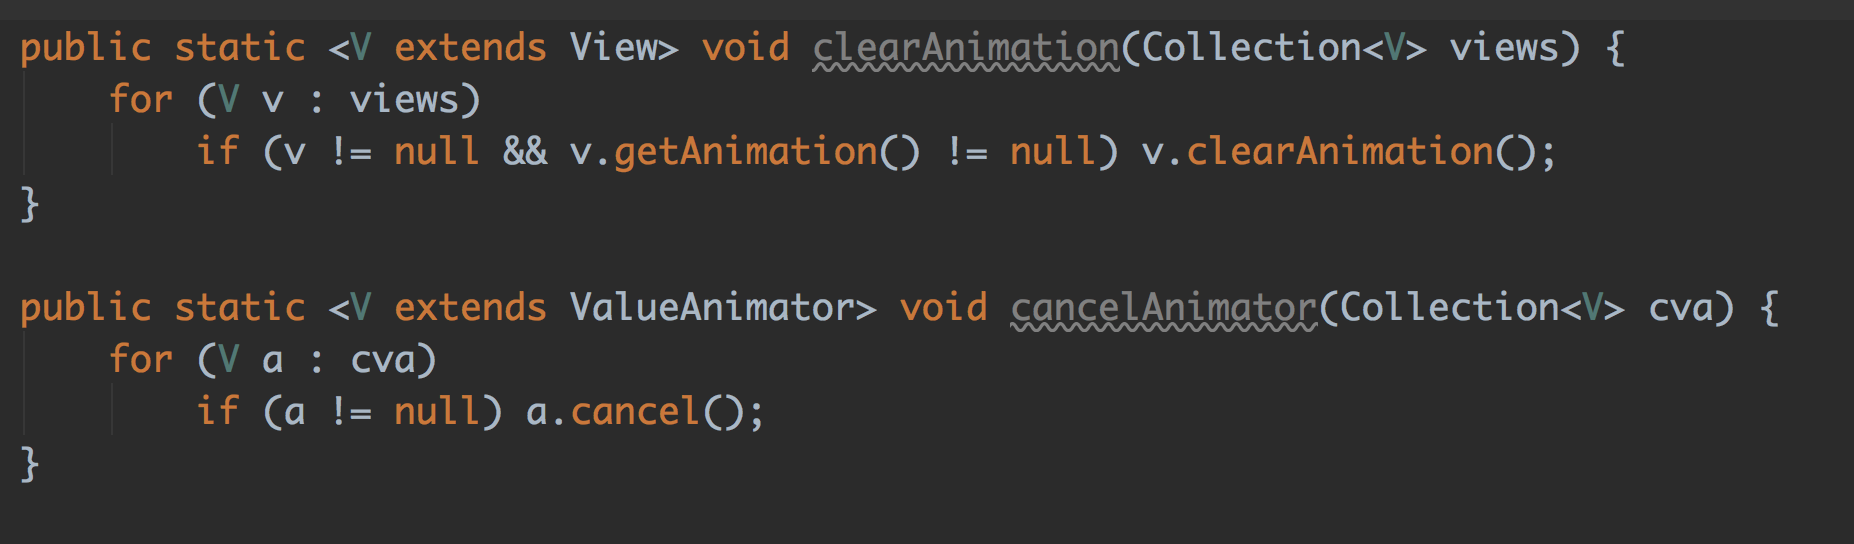 public static <V extends View> void clearAnimation(Collection<V> views) {
    for (V v : views)
        if (v != null && v.getAnimation() != null) v.clearAnimation();
}

public static <V extends ValueAnimator> void cancelAnimator(Collection<V> cva) {
    for (V a : cva)
        if (a != null) a.cancel();
}